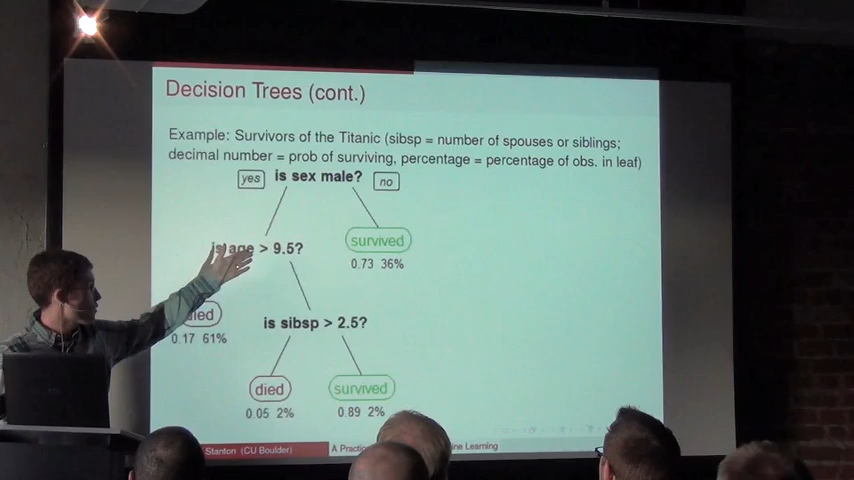 Decision Trees (cont.)
Example: Survivors of the Titanic (sibsp = number of spouses or siblings;
decimal number = prob of surviving, percentage = percentage of obs. in leaf)
yes is sex male? no
is age > 9.5? survived
0.73 36%
died is sibsp > 2.5?
0.17 61%
died survived
0.05 2% 0.89 2%
Stanton (CU Boulder) A Practic ine Learning